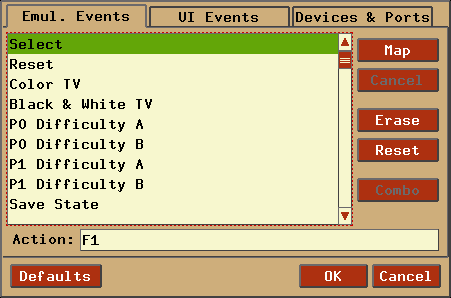 Emul. Events UI Events Devices & Ports
Select
Reset
Color TV
Black & White TV
P0 Difficulty A
P0 Difficulty B
P1 Difficulty A
P1 Difficulty B
Save State
Map
Cancel
Erase
Reset
Combo
Action: F1
Defaults OK Cancel